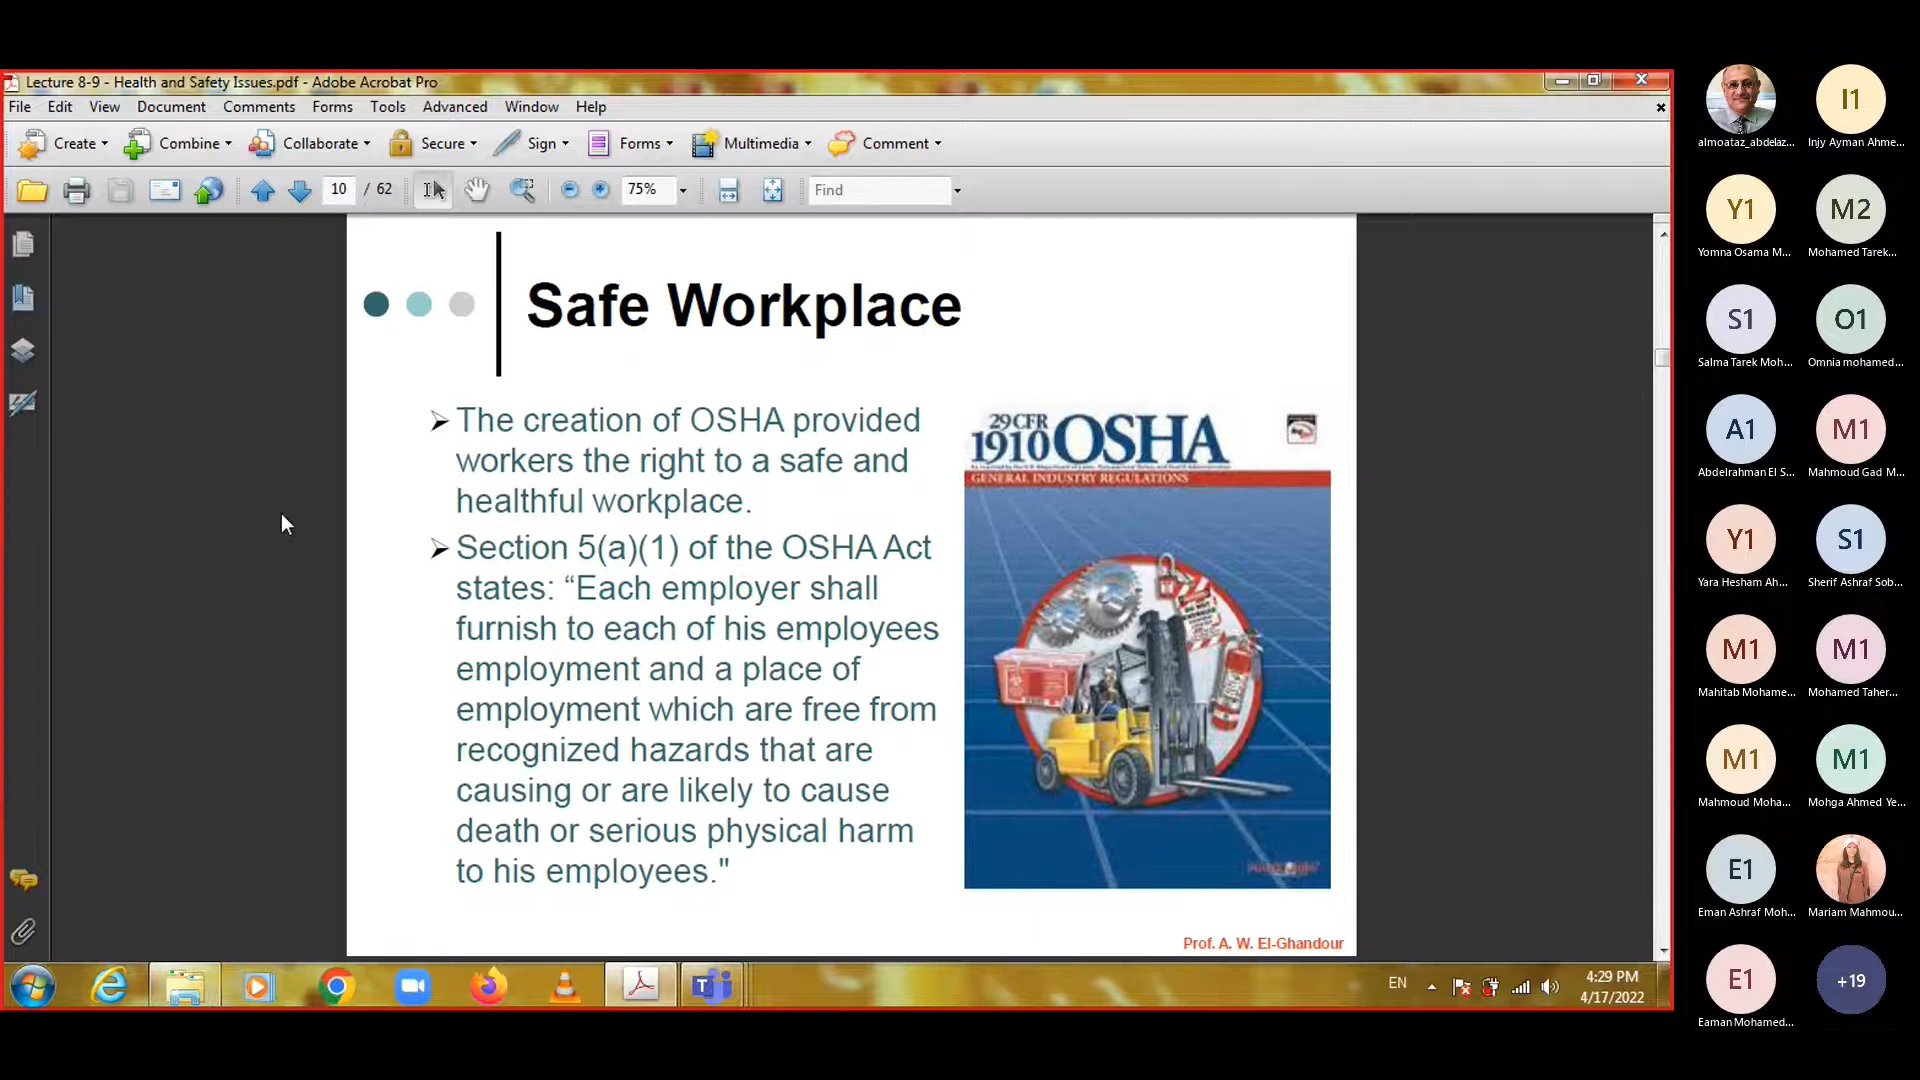 Lecture 8-9 - Health and Safety Issues.pdf - Adobe Acrobat Pro
File Edit View Document Comments Forms Tools Advanced Window Help
Create Combine Collaborate Secure Sign Forms Multimedia Comment
10 / 62 75% Find
Safe Workplace
The creation of OSHA provided
workers the right to a safe and
healthful workplace.
Section 5(a)(1) of the OSHA Act
states: “Each employer shall
furnish to each of his employees
employment and a place of
employment which are free from
recognized hazards that are
causing or are likely to cause
death or serious physical harm
to his employees."
29 CFR
1910 OSHA
GENERAL INDUSTRY REGULATIONS
Prof. A. W. El-Ghandour
EN
4:29 PM
4/17/2022
almoataz_abdelaz...
I1
Injy Ayman Ahme...
Y1
Yomna Osama M...
M2
Mohamed Tarek...
S1
Salma Tarek Moh...
O1
Omnia mohamed...
A1
Abdelrahman El S...
M1
Mahmoud Gad M...
Y1
Yara Hesham Ah...
S1
Sherif Ashraf Sob...
M1
Mahitab Mohame...
M1
Mohamed Taher...
M1
Mahmoud Moha...
M1
Mohga Ahmed Ye...
E1
Eman Ashraf Moh...
Mariam Mahmou...
E1
Eaman Mohamed...
+19